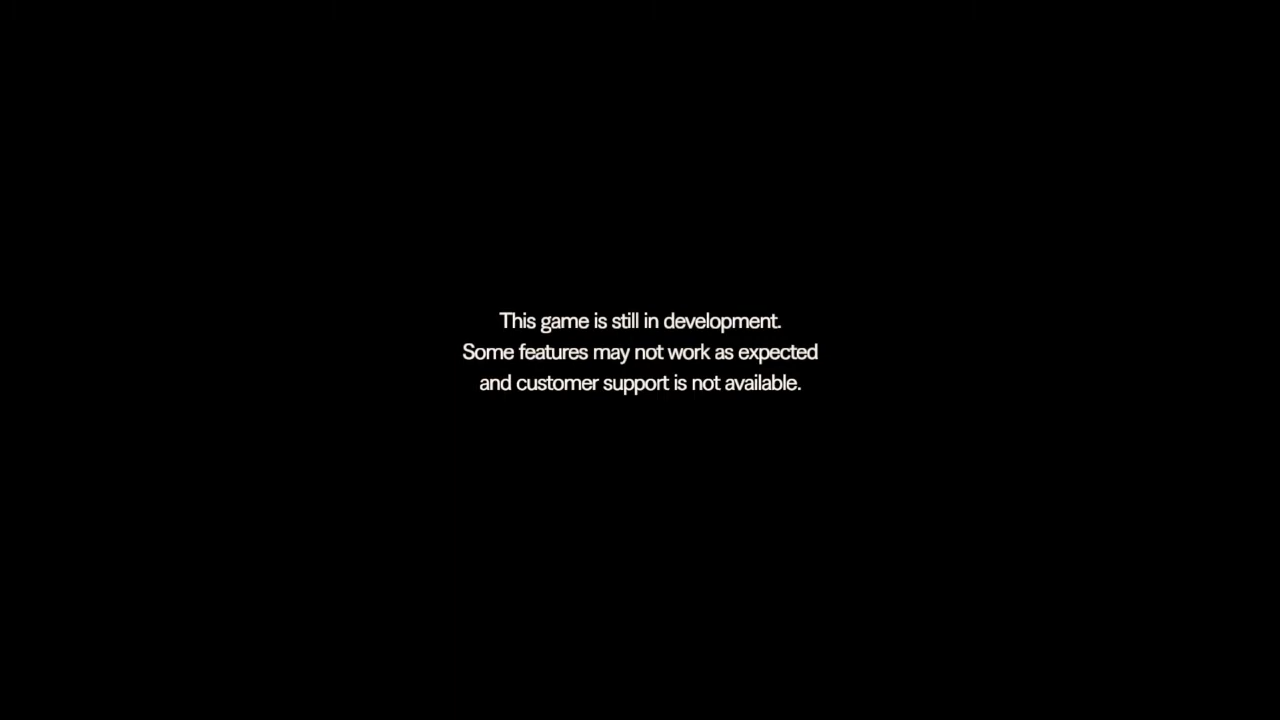 This game is still in development.
Some features may not work as expected
and customer support is not available.